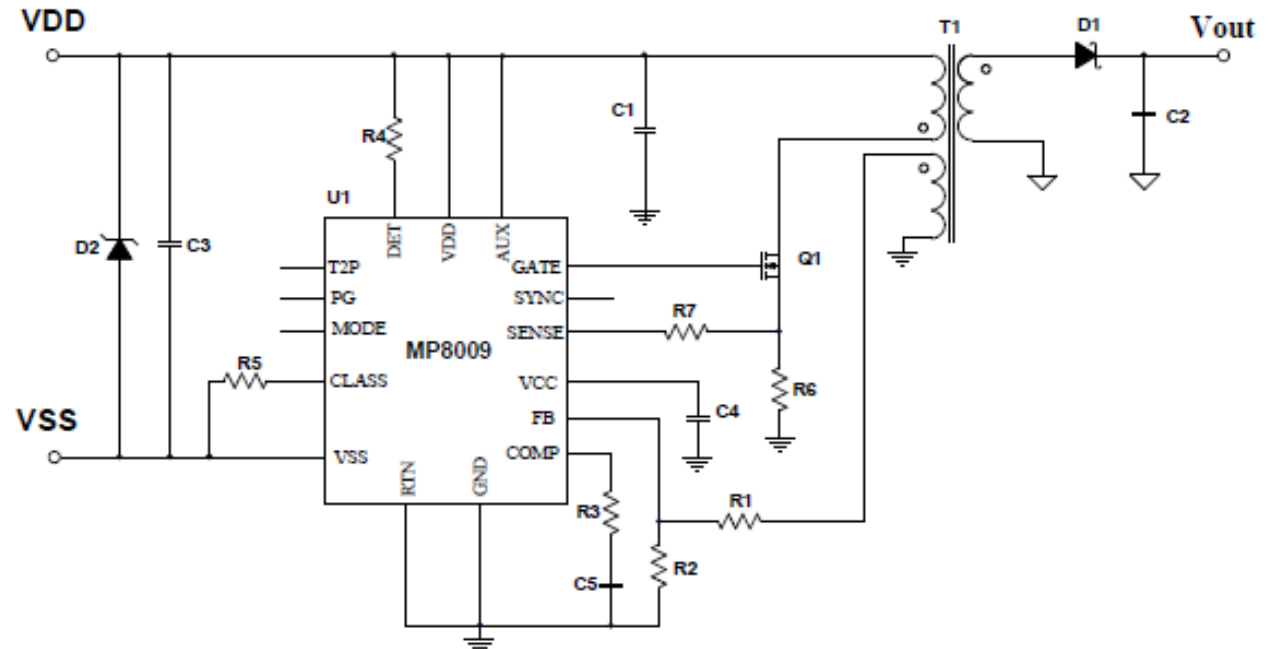 VDD
T1
D1
Vout
C1
C2
R4
U1
DET
VDD
AUX
D2
C3
T2P
GATE
Q1
PG
SYNC
R7
MODE
SENSE
MP8009
R5
CLASS
VCC
R6
VSS
FB
C4
VSS
COMP
RTN
GND
R3
R1
C5
R2